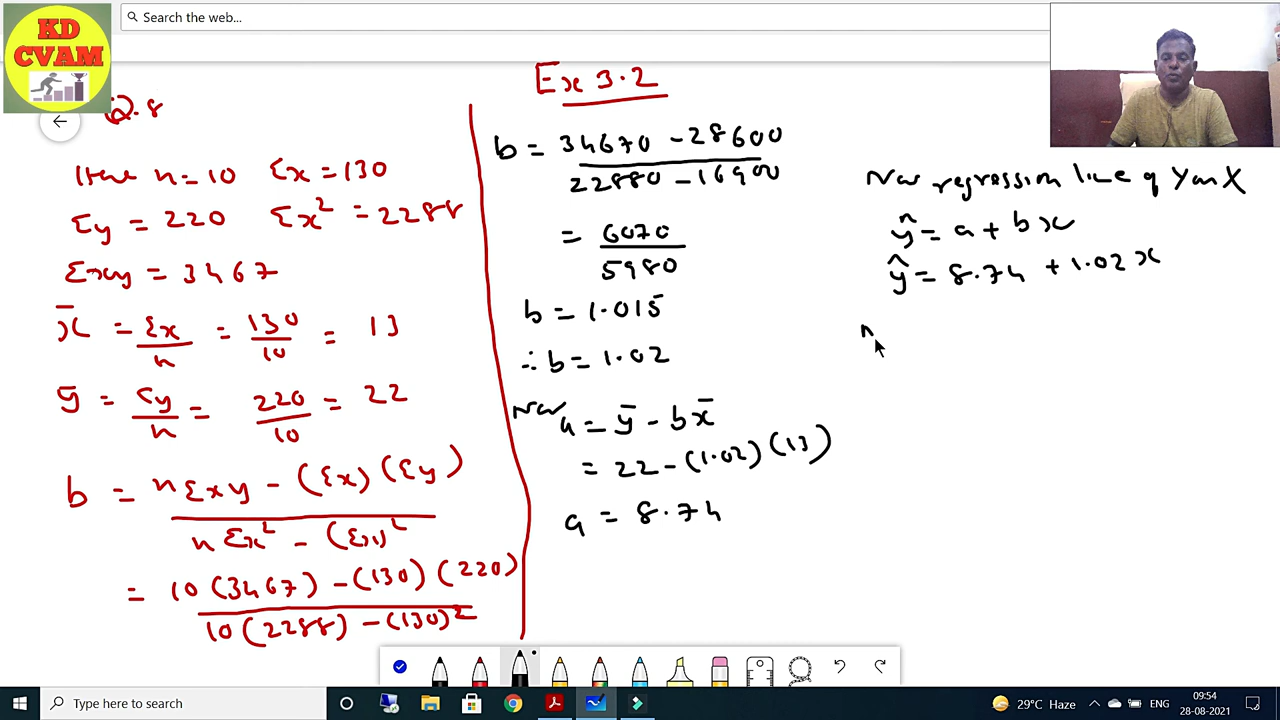 Search the web...
KD
CVAM
Ex 3.2
Q.8
Here n=10 Σx=130
Σy = 220 Σx² = 2288
Σxy = 3467
x̄ = Σx/n = 130/10 = 13
ȳ = Σy/n = 220/10 = 22
b = nΣxy - (Σx)(Σy) / nΣx² - (Σx)²
= 10(3467) - (130)(220) / 10(2288) - (130)²
b = 34670 - 28600 / 22880 - 16900
= 6070 / 5980
b = 1.015
∴ b = 1.02
Now a = ȳ - b x̄
= 22 - (1.02)(13)
a = 8.74
Now regression line of Y on X
ŷ = a + bx
ŷ = 8.74 + 1.02x
Type here to search
29°C Haze
ENG
09:54
28-08-2021